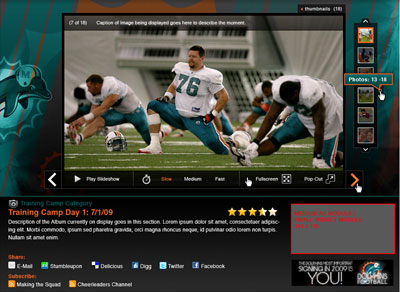 thumbnails (18)
(7 of 18) Caption of Image being displayed goes here to describe the moment.
76
Photos: 13 -18
Play Slideshow
Slow
Medium
Fast
Fullscreen
Pop-Out
Training Camp Category
Training Camp Day 1: 7/1/09
Description of the Album currently on display goes in this section. Lorem ipsum dolor sit amet, consectetuer adipiscing
elit. Morbi commodo, ipsum sed pharetra gravida, orci magna rhoncus neque, id pulvinar odio lorem non turpis.
Nullam sit amet enim.
Share:
E-Mail
Stumbleupon
Delicious
Digg
Twitter
Facebook
Subscribe:
Making the Squad
Cheerleaders Channel
THE DOLPHINS MOST IMPORTANT
SIGNING IN 2009 IS
YOU!
DOLPHINS
FOOTBALL